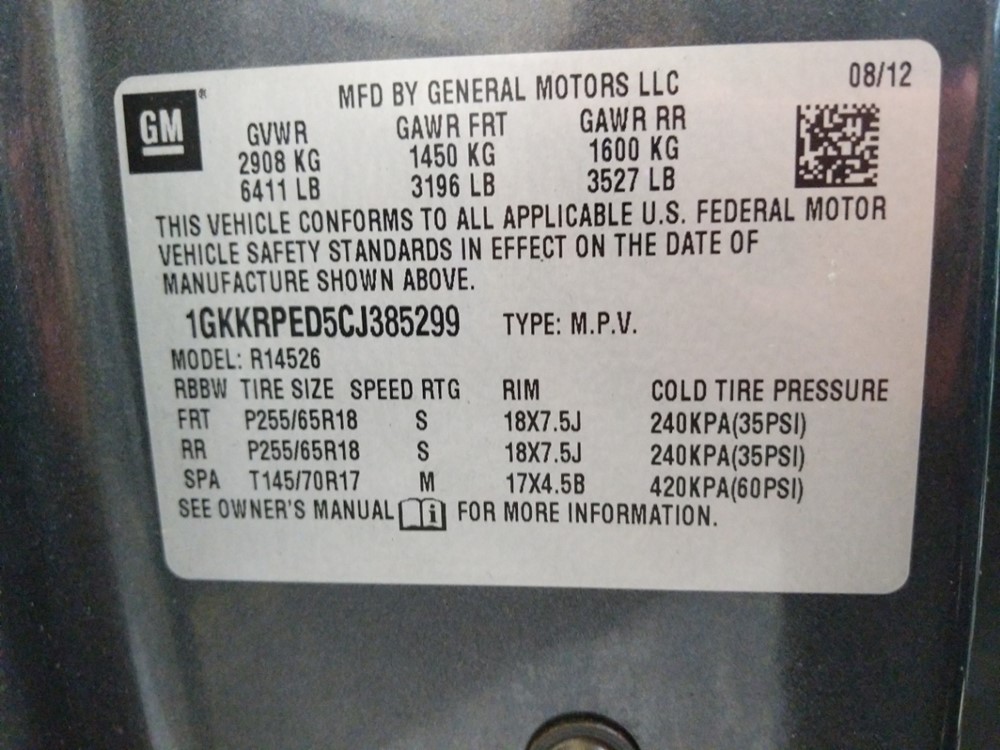 08/12
GM®
MFD BY GENERAL MOTORS LLC
GVWR GAWR FRT GAWR RR
2908 KG 1450 KG 1600 KG
6411 LB 3196 LB 3527 LB
THIS VEHICLE CONFORMS TO ALL APPLICABLE U.S. FEDERAL MOTOR
VEHICLE SAFETY STANDARDS IN EFFECT ON THE DATE OF
MANUFACTURE SHOWN ABOVE.
1GKKRPED5CJ385299 TYPE: M.P.V.
MODEL: R14526
RBBW TIRE SIZE SPEED RTG RIM COLD TIRE PRESSURE
FRT P255/65R18 S 18X7.5J 240KPA(35PSI)
RR P255/65R18 S 18X7.5J 240KPA(35PSI)
SPA T145/70R17 M 17X4.5B 420KPA(60PSI)
SEE OWNER'S MANUAL i FOR MORE INFORMATION.